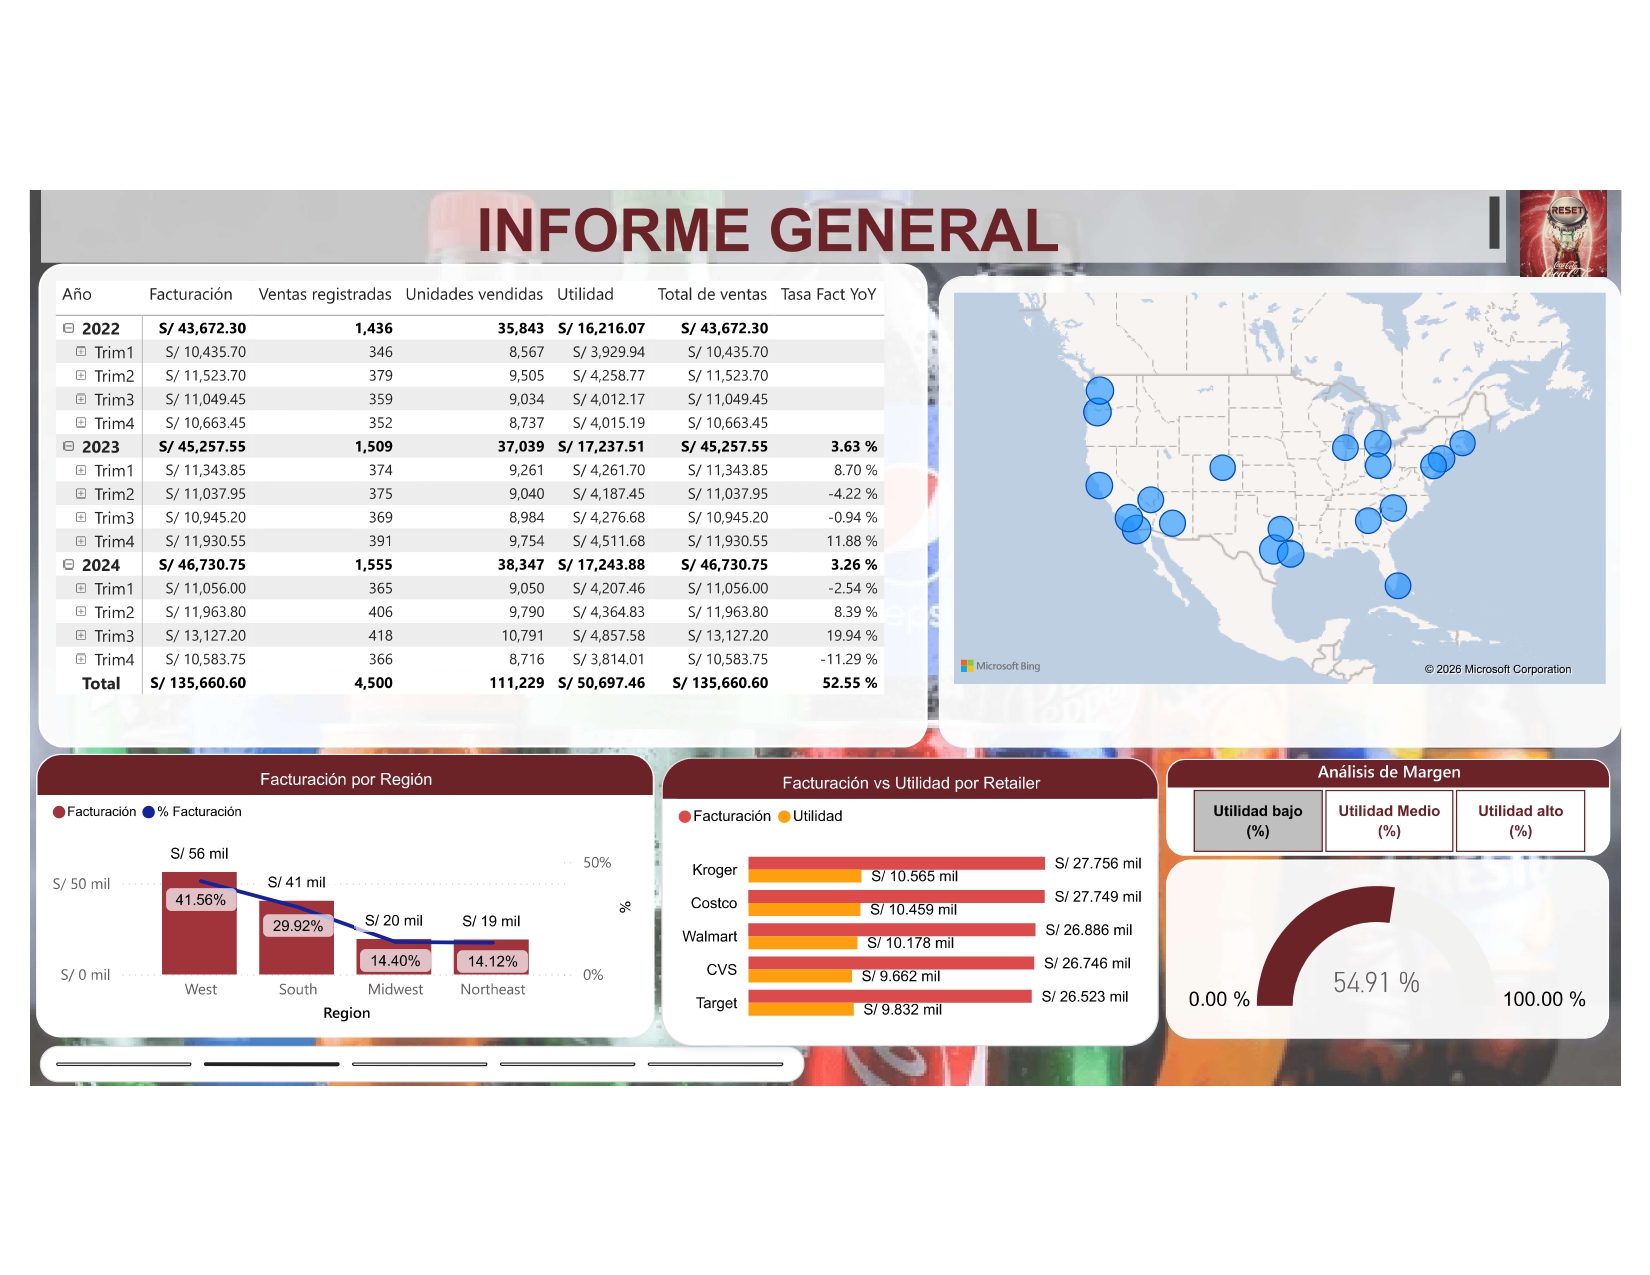 INFORME GENERAL
RESET
Coca-Cola
Año Facturación Ventas registradas Unidades vendidas Utilidad Total de ventas Tasa Fact YoY
2022 S/ 43,672.30 1,436 35,843 S/ 16,216.07 S/ 43,672.30
Trim1 S/ 10,435.70 346 8,567 S/ 3,929.94 S/ 10,435.70
Trim2 S/ 11,523.70 379 9,505 S/ 4,258.77 S/ 11,523.70
Trim3 S/ 11,049.45 359 9,034 S/ 4,012.17 S/ 11,049.45
Trim4 S/ 10,663.45 352 8,737 S/ 4,015.19 S/ 10,663.45
2023 S/ 45,257.55 1,509 37,039 S/ 17,237.51 S/ 45,257.55 3.63 %
Trim1 S/ 11,343.85 374 9,261 S/ 4,261.70 S/ 11,343.85 8.70 %
Trim2 S/ 11,037.95 375 9,040 S/ 4,187.45 S/ 11,037.95 -4.22 %
Trim3 S/ 10,945.20 369 8,984 S/ 4,276.68 S/ 10,945.20 -0.94 %
Trim4 S/ 11,930.55 391 9,754 S/ 4,511.68 S/ 11,930.55 11.88 %
2024 S/ 46,730.75 1,555 38,347 S/ 17,243.88 S/ 46,730.75 3.26 %
Trim1 S/ 11,056.00 365 9,050 S/ 4,207.46 S/ 11,056.00 -2.54 %
Trim2 S/ 11,963.80 406 9,790 S/ 4,364.83 S/ 11,963.80 8.39 %
Trim3 S/ 13,127.20 418 10,791 S/ 4,857.58 S/ 13,127.20 19.94 %
Trim4 S/ 10,583.75 366 8,716 S/ 3,814.01 S/ 10,583.75 -11.29 %
Total S/ 135,660.60 4,500 111,229 S/ 50,697.46 S/ 135,660.60 52.55 %
Microsoft Bing
© 2026 Microsoft Corporation
Facturación por Región
Facturación % Facturación
S/ 56 mil
S/ 41 mil
S/ 20 mil
S/ 19 mil
50%
S/ 50 mil
41.56%
29.92%
14.40%
14.12%
%
S/ 0 mil
0%
West South Midwest Northeast
Region
Facturación vs Utilidad por Retailer
Facturación Utilidad
Kroger S/ 27.756 mil
S/ 10.565 mil
Costco S/ 27.749 mil
S/ 10.459 mil
Walmart S/ 26.886 mil
S/ 10.178 mil
CVS S/ 26.746 mil
S/ 9.662 mil
Target S/ 26.523 mil
S/ 9.832 mil
Análisis de Margen
Utilidad bajo
(%)
Utilidad Medio
(%)
Utilidad alto
(%)
54.91 %
0.00 %
100.00 %